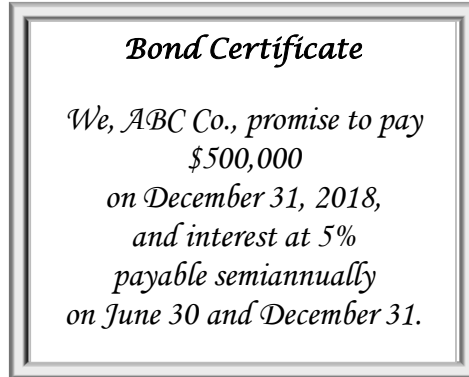 Bond Certificate
We, ABC Co., promise to pay
$500,000
on December 31, 2018,
and interest at 5%
payable semiannually
on June 30 and December 31.